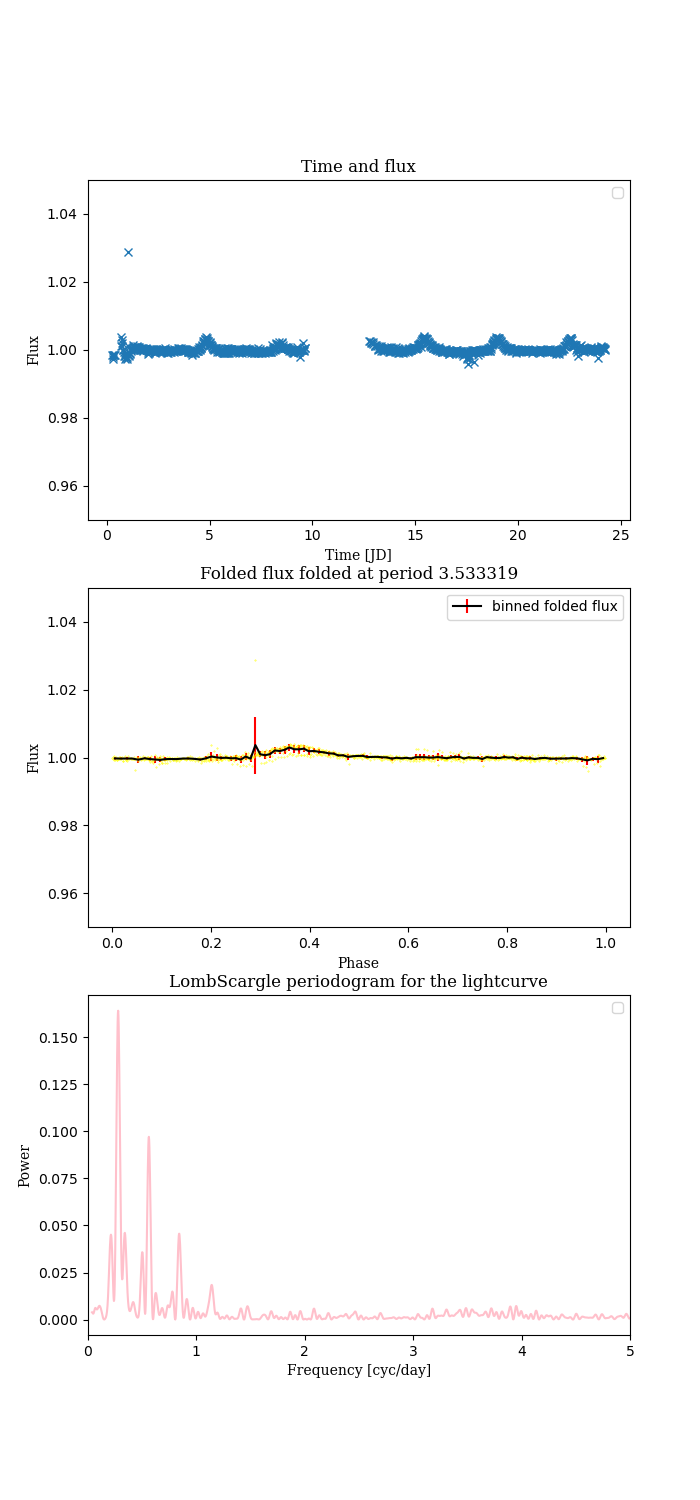 Time and flux
1.04
1.02
1.00
0.98
0.96
Flux
0 5 10 15 20 25
Time [JD]
Folded flux folded at period 3.533319
binned folded flux
1.04
1.02
1.00
0.98
0.96
Flux
0.0 0.2 0.4 0.6 0.8 1.0
Phase
LombScargle periodogram for the lightcurve
0.150
0.125
0.100
0.075
0.050
0.025
0.000
Power
0 1 2 3 4 5
Frequency [cyc/day]